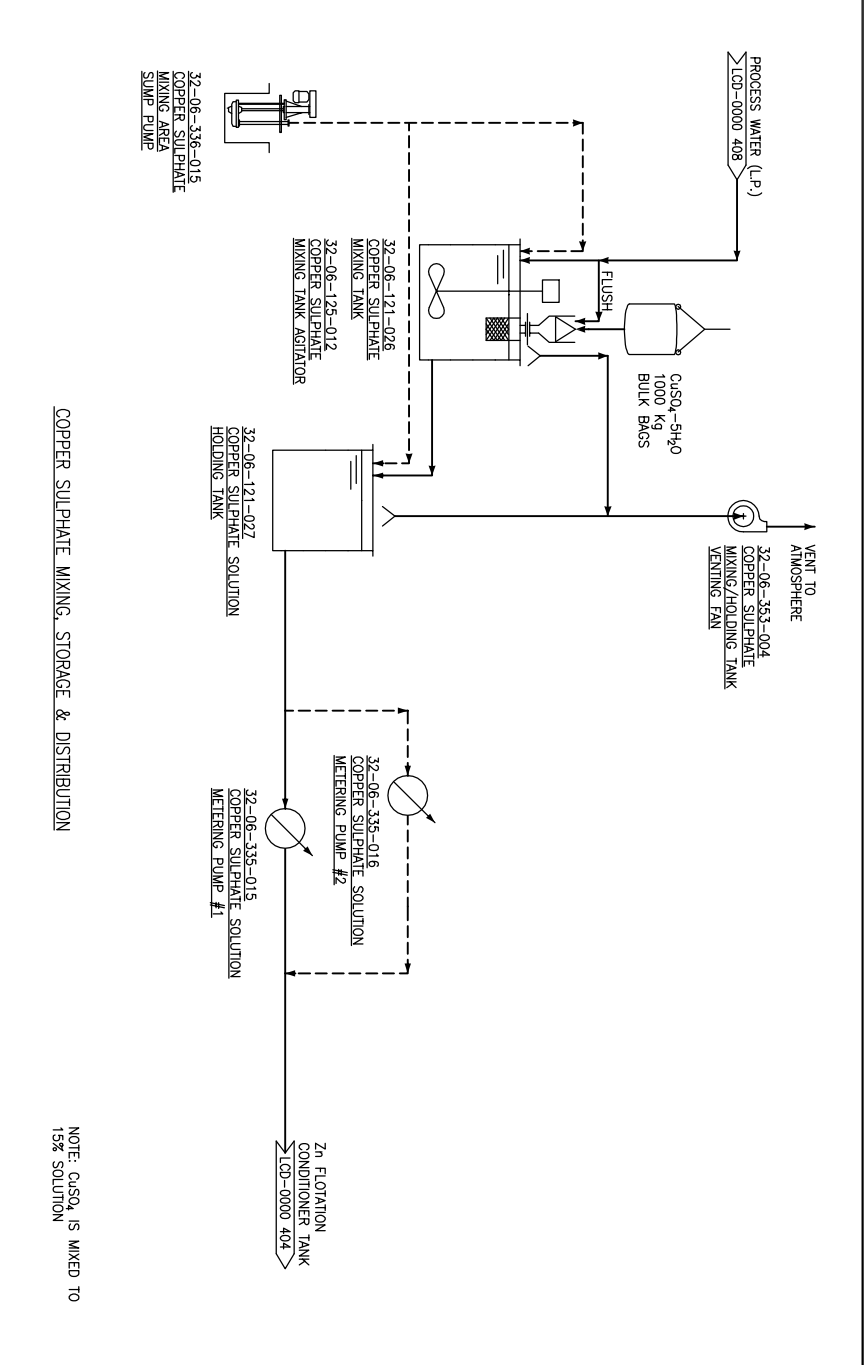 PROCESS WATER (L.P.)
LCD-0000 408
FLUSH
CuSO₄-5H₂O
1000 Kg
BULK BAGS
VENT TO
ATMOSPHERE
32-06-353-004
COPPER SULPHATE
MIXING/HOLDING TANK
VENTING FAN
32-06-336-015
COPPER SULPHATE
MIXING AREA
SUMP PUMP
32-06-121-026
COPPER SULPHATE
MIXING TANK
32-06-125-012
COPPER SULPHATE
MIXING TANK AGITATOR
32-06-121-027
COPPER SULPHATE SOLUTION
HOLDING TANK
32-06-335-016
COPPER SULPHATE SOLUTION
METERING PUMP #2
32-06-335-015
COPPER SULPHATE SOLUTION
METERING PUMP #1
Zn FLOTATION
CONDITIONER TANK
LCD-0000 404
COPPER SULPHATE MIXING, STORAGE & DISTRIBUTION
NOTE: CuSO₄ IS MIXED TO
15% SOLUTION